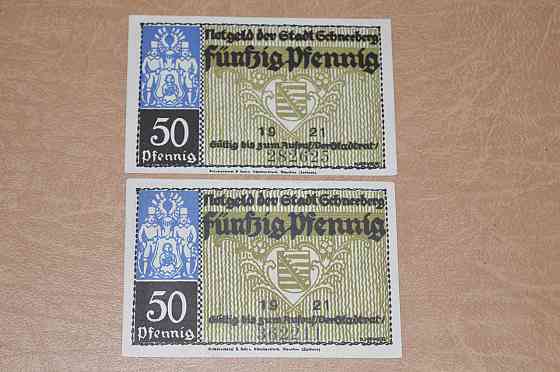 Notgeld der Stadt Schneeberg
Fünfzig Pfennig
19 21
Gültig bis zum Aufruf/Der Stadtrat/
282625
50
Pfennig
Notgeld der Stadt Schneeberg
Fünfzig Pfennig
19 21
Gültig bis zum Aufruf/Der Stadtrat/
50
Pfennig